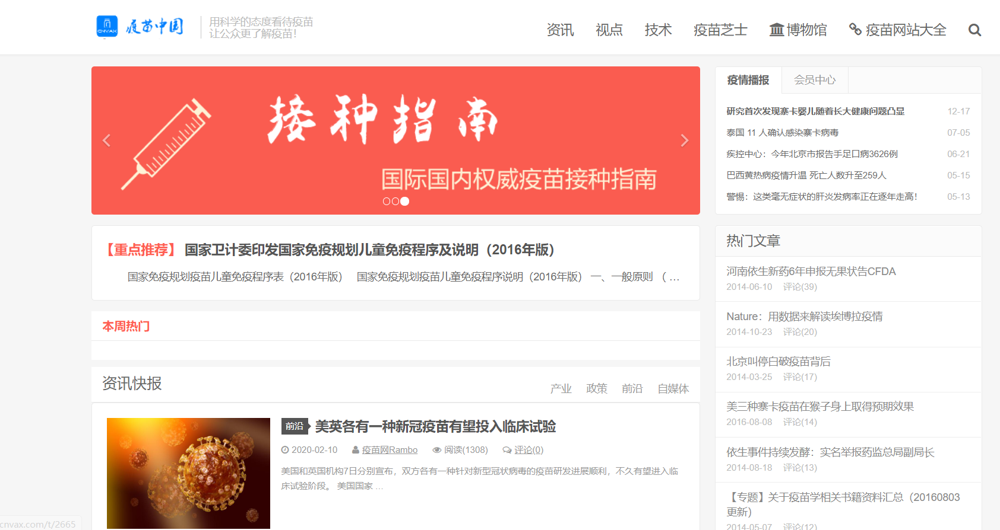 CNVAX 疫苗中国
用科学的态度看待疫苗
让公众更了解疫苗！
资讯 视点 技术 疫苗芝士 博物馆 疫苗网站大全
接种指南
国际国内权威疫苗接种指南
疫情播报 会员中心
研究首次发现寨卡婴儿随着长大健康问题凸显 12-17
泰国 11 人确认感染寨卡病毒 07-05
疾控中心：今年北京市报告手足口病3626例 06-21
巴西黄热病疫情升温 死亡人数升至259人 05-15
警惕：这类毫无症状的肝炎发病率正在逐年走高！ 05-13
【重点推荐】 国家卫计委印发国家免疫规划儿童免疫程序及说明（2016年版）
国家免疫规划疫苗儿童免疫程序表（2016年版） 国家免疫规划疫苗儿童免疫程序说明（2016年版） 一、一般原则 （ ...
本周热门
资讯快报
产业 政策 前沿 自媒体
前沿 美英各有一种新冠疫苗有望投入临床试验
2020-02-10 疫苗网Rambo 阅读(1308) 评论(0)
美国和英国机构7日分别宣布，双方各有一种针对新型冠状病毒的疫苗研发进展顺利，不久有望进入临
床试验阶段。 美国国家 ...
热门文章
河南依生新药6年申报无果状告CFDA
2014-06-10 评论(39)
Nature：用数据来解读埃博拉疫情
2014-10-23 评论(20)
北京叫停白破疫苗背后
2014-03-25 评论(17)
美三种寨卡疫苗在猴子身上取得预期效果
2016-08-08 评论(14)
依生事件持续发酵：实名举报药监总局副局长
2014-08-18 评论(13)
【专题】关于疫苗学相关书籍资料汇总（20160803
更新）
2014-05-07 评论(12)
cnvax.com/t/2665